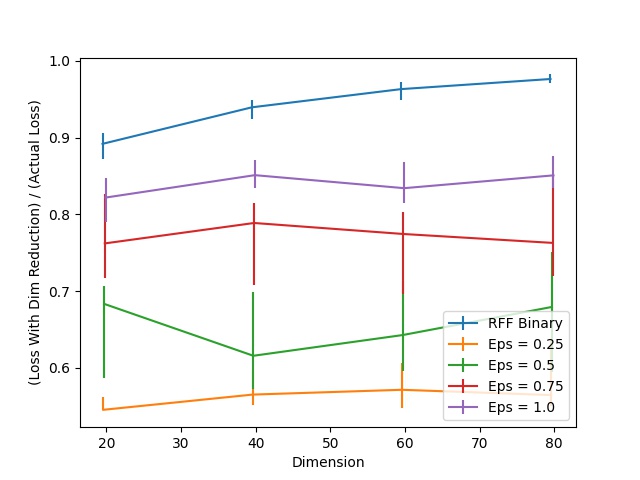 1.0
0.9
0.8
0.7
0.6
(Loss With Dim Reduction) / (Actual Loss)
RFF Binary
Eps = 0.25
Eps = 0.5
Eps = 0.75
Eps = 1.0
20 30 40 50 60 70 80
Dimension